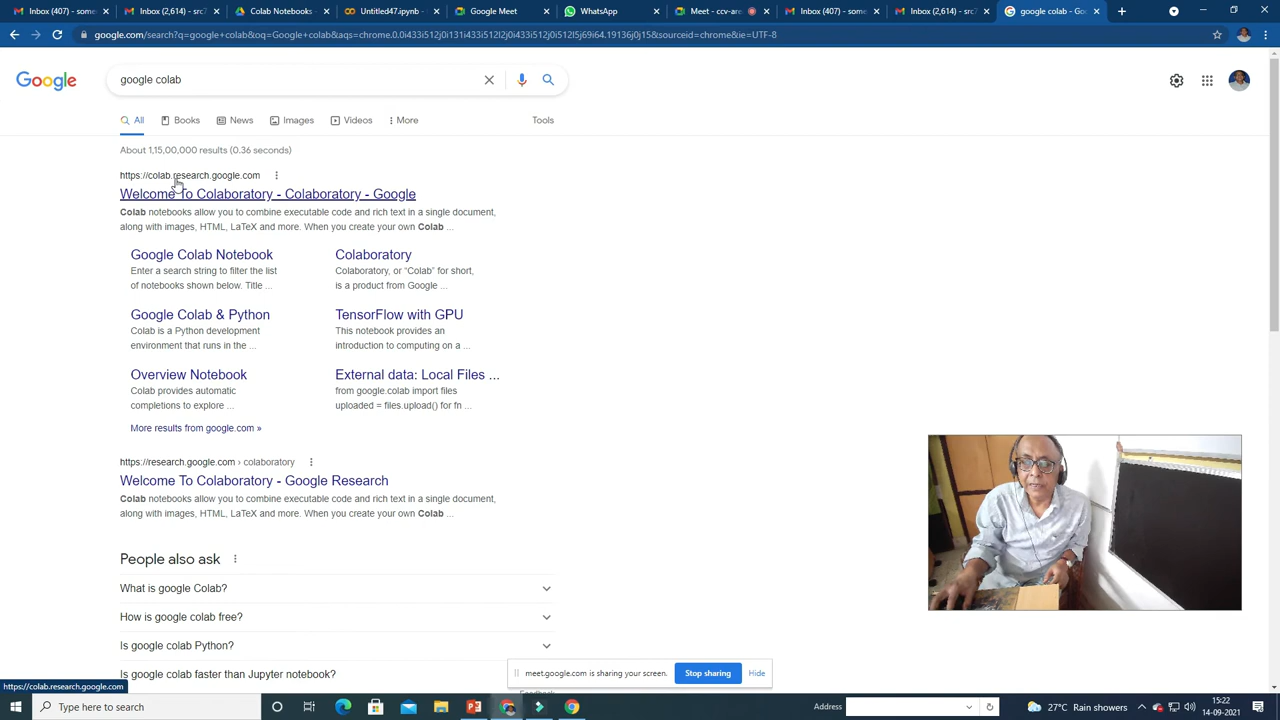 Inbox (407) - some
Inbox (2,614) - src7
Colab Notebooks -
Untitled47.ipynb -
Google Meet
WhatsApp
Meet - ccv-are
Inbox (407) - some
Inbox (2,614) - src7
google colab - Goo
google.com/search?q=google+colab&oq=Google+colab&aqs=chrome.0.0i433i512j0i131i433i512l2j0i433i512j0i512l5j69i64.19136j0j15&sourceid=chrome&ie=UTF-8
Google
google colab
All
Books
News
Images
Videos
More
Tools
About 1,15,00,000 results (0.36 seconds)
https://colab.research.google.com
Welcome To Colaboratory - Colaboratory - Google
Colab notebooks allow you to combine executable code and rich text in a single document,
along with images, HTML, LaTeX and more. When you create your own Colab ...
Google Colab Notebook
Enter a search string to filter the list
of notebooks shown below. Title ...
Colaboratory
Colaboratory, or “Colab” for short,
is a product from Google ...
Google Colab & Python
Colab is a Python development
environment that runs in the ...
TensorFlow with GPU
This notebook provides an
introduction to computing on a ...
Overview Notebook
Colab provides automatic
completions to explore ...
External data: Local Files ...
from google.colab import files
uploaded = files.upload() for fn ...
More results from google.com »
https://research.google.com › colaboratory
Welcome To Colaboratory - Google Research
Colab notebooks allow you to combine executable code and rich text in a single document,
along with images, HTML, LaTeX and more. When you create your own Colab ...
People also ask
What is google Colab?
How is google colab free?
Is google colab Python?
Is google colab faster than Jupyter notebook?
meet.google.com is sharing your screen.
Stop sharing
Hide
Feedback
https://colab.research.google.com
Type here to search
Address
27°C Rain showers
15:22
14-09-2021